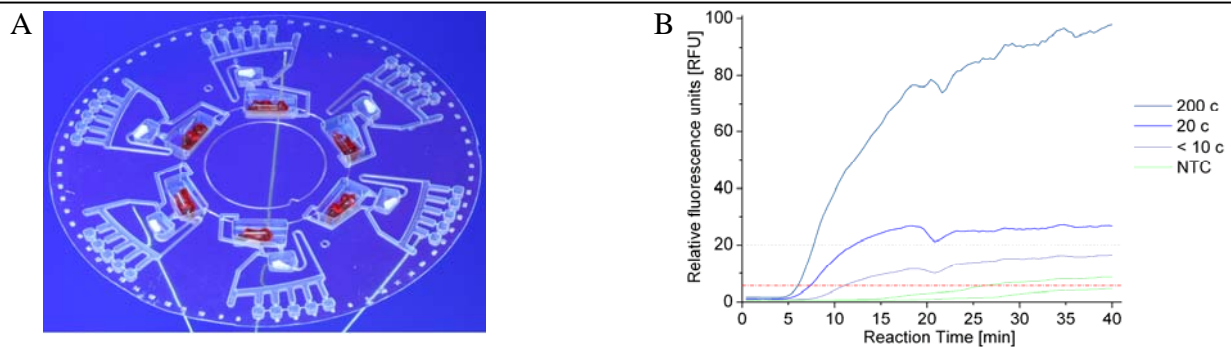 A
B
Relative fluorescence units [RFU]
100
80
60
40
20
0
0 5 10 15 20 25 30 35 40
Reaction Time [min]
200 c
20 c
< 10 c
NTC